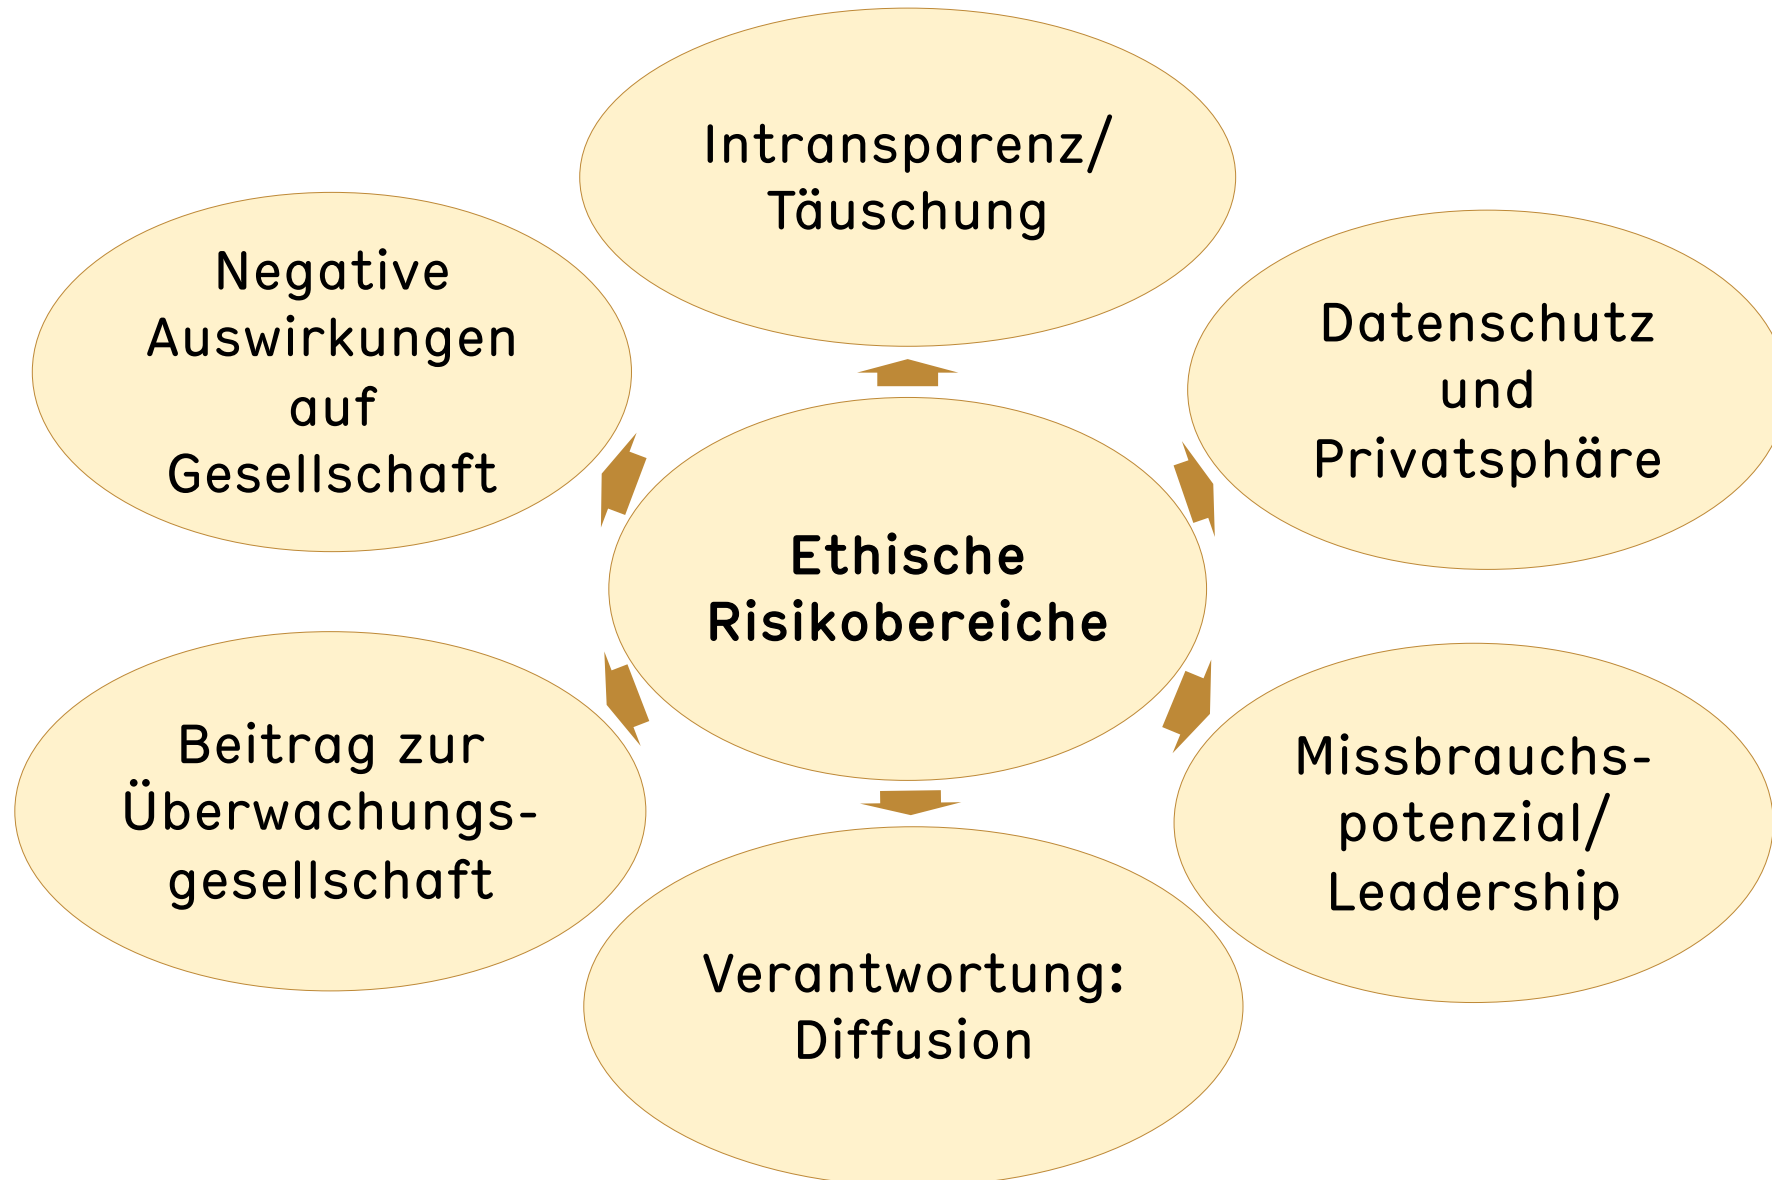 Intransparenz/
Täuschung
Negative
Auswirkungen
auf
Gesellschaft
Datenschutz
und
Privatsphäre
Ethische
Risikobereiche
Beitrag zur
Überwachungs-
gesellschaft
Missbrauchs-
potenzial/
Leadership
Verantwortung:
Diffusion